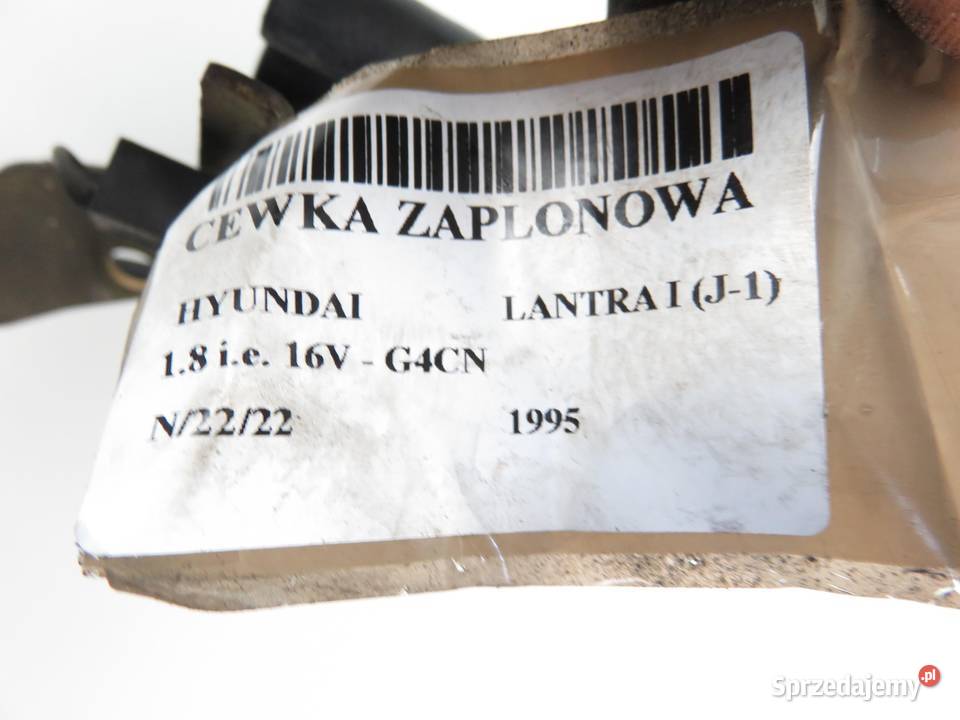 CEWKA ZAPLONOWA
HYUNDAI LANTRA I (J-1)
1.8 i.e. 16V - G4CN
N/22/22 1995
Sprzedajemy.pl